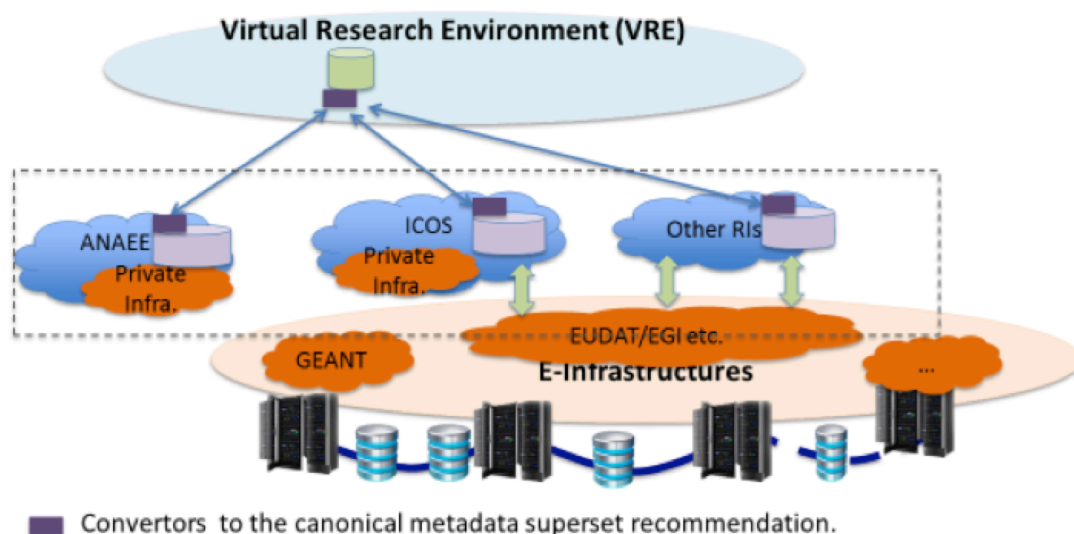 Virtual Research Environment (VRE)
ANAEE
Private
Infra.
ICOS
Private
Infra.
Other RIs
GEANT
EUDAT/EGI etc.
E-Infrastructures
...
Convertors to the canonical metadata superset recommendation.